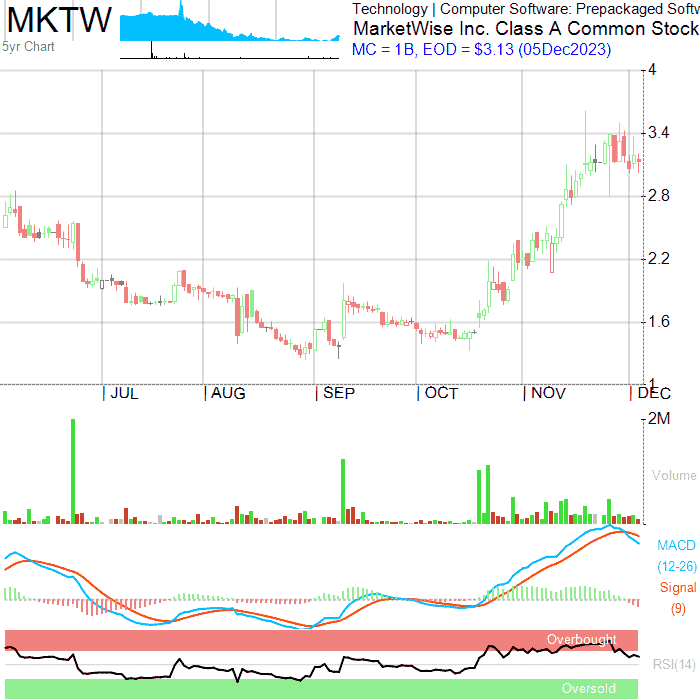 MKTW
5yr Chart
Technology | Computer Software: Prepackaged Softw
MarketWise Inc. Class A Common Stock
MC = 1B, EOD = $3.13 (05Dec2023)
4
3.4
2.8
2.2
1.6
1
JUL AUG SEP OCT NOV DEC
2M
Volume
MACD
(12-26)
Signal
(9)
Overbought
RSI(14)
Oversold